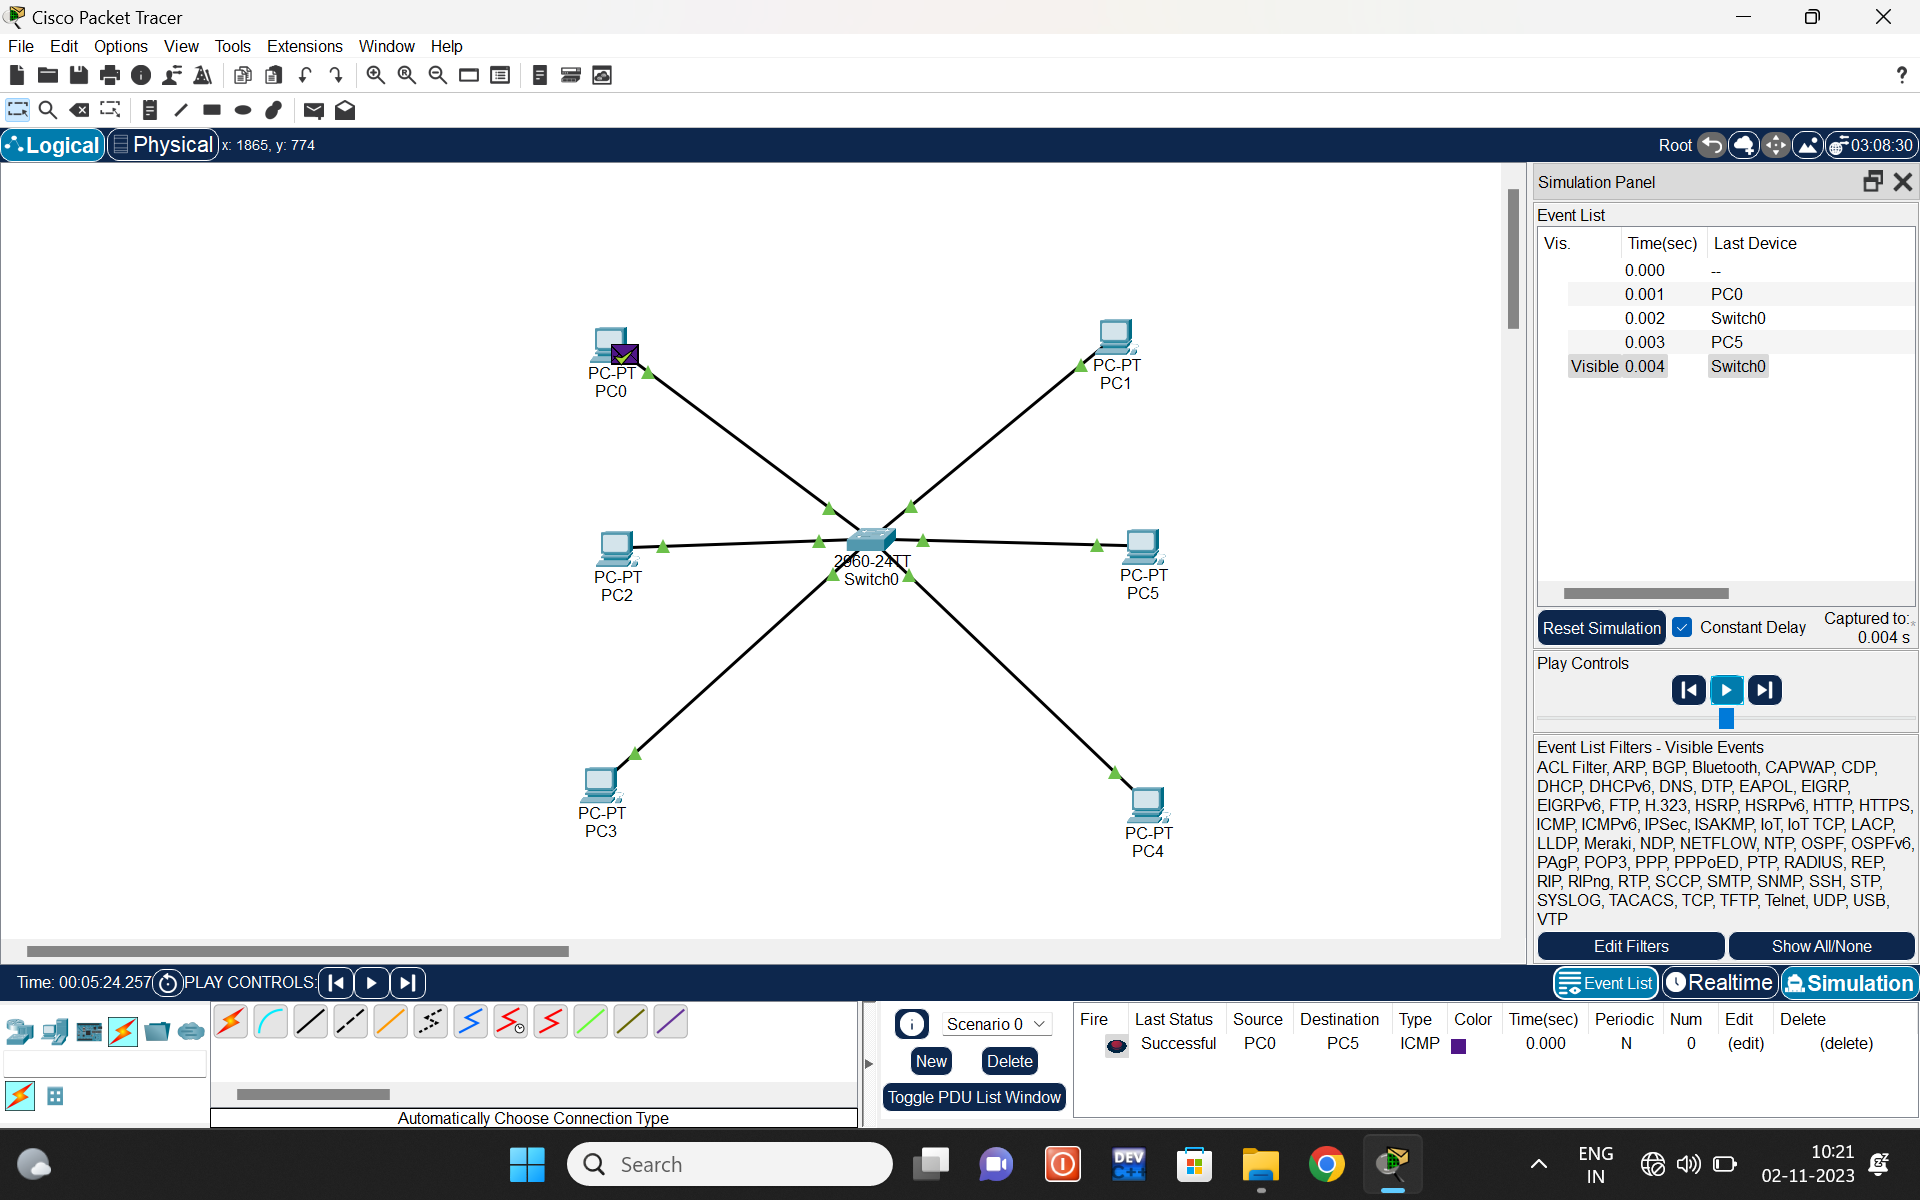 Cisco Packet Tracer
File Edit Options View Tools Extensions Window Help
?
Logical Physical x: 1865, y: 774 Root 03:08:30
Simulation Panel
Event List
Vis. Time(sec) Last Device
0.000 --
0.001 PC0
0.002 Switch0
0.003 PC5
Visible 0.004 Switch0
PC-PT
PC0
PC-PT
PC1
PC-PT
PC2
2960-24TT
Switch0
PC-PT
PC5
PC-PT
PC3
PC-PT
PC4
Reset Simulation Constant Delay Captured to:
0.004 s
Play Controls
Event List Filters - Visible Events
ACL Filter, ARP, BGP, Bluetooth, CAPWAP, CDP,
DHCP, DHCPv6, DNS, DTP, EAPOL, EIGRP,
EIGRPv6, FTP, H.323, HSRP, HSRPv6, HTTP, HTTPS,
ICMP, ICMPv6, IPSec, ISAKMP, IoT, IoT TCP, LACP,
LLDP, Meraki, NDP, NETFLOW, NTP, OSPF, OSPFv6,
PAgP, POP3, PPP, PPPoED, PTP, RADIUS, REP,
RIP, RIPng, RTP, SCCP, SMTP, SNMP, SSH, STP,
SYSLOG, TACACS, TCP, TFTP, Telnet, UDP, USB,
VTP
Edit Filters Show All/None
Time: 00:05:24.257 PLAY CONTROLS: Event List Realtime Simulation
Scenario 0
New Delete
Toggle PDU List Window
Fire Last Status Source Destination Type Color Time(sec) Periodic Num Edit Delete
Successful PC0 PC5 ICMP 0.000 N 0 (edit) (delete)
Automatically Choose Connection Type
Search
DEV
C++
ENG
IN
10:21
02-11-2023